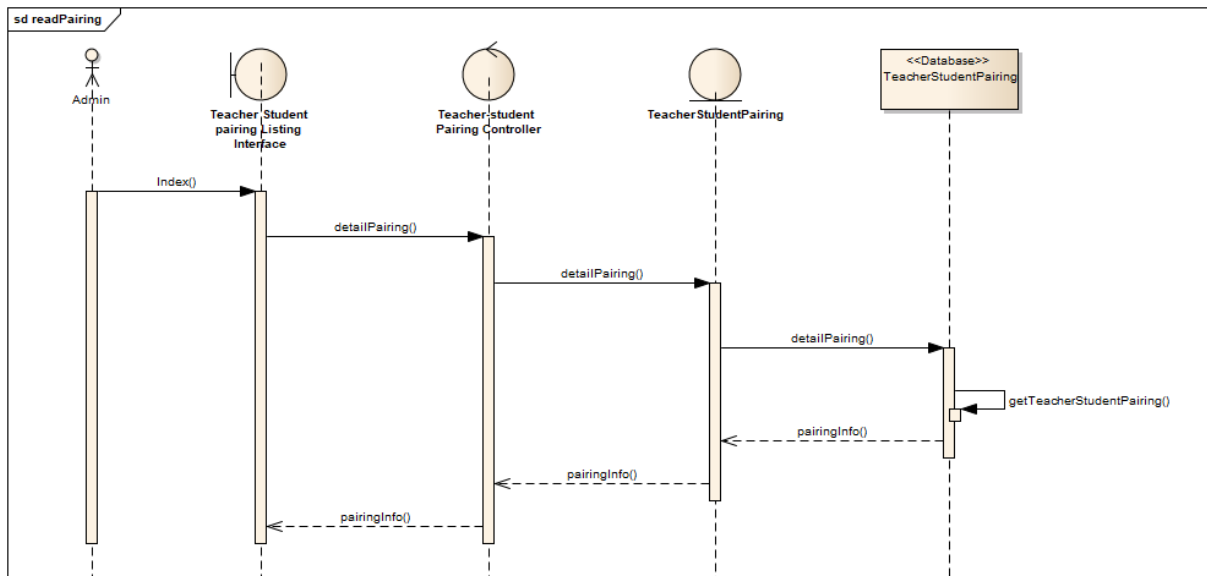 sd readPairing
Admin
Teacher Student
pairing Listing
Interface
Teacher-student
Pairing Controller
TeacherStudentPairing
<<Database>>
TeacherStudentPairing
Index()
detailPairing()
detailPairing()
detailPairing()
getTeacherStudentPairing()
pairingInfo()
pairingInfo()
pairingInfo()